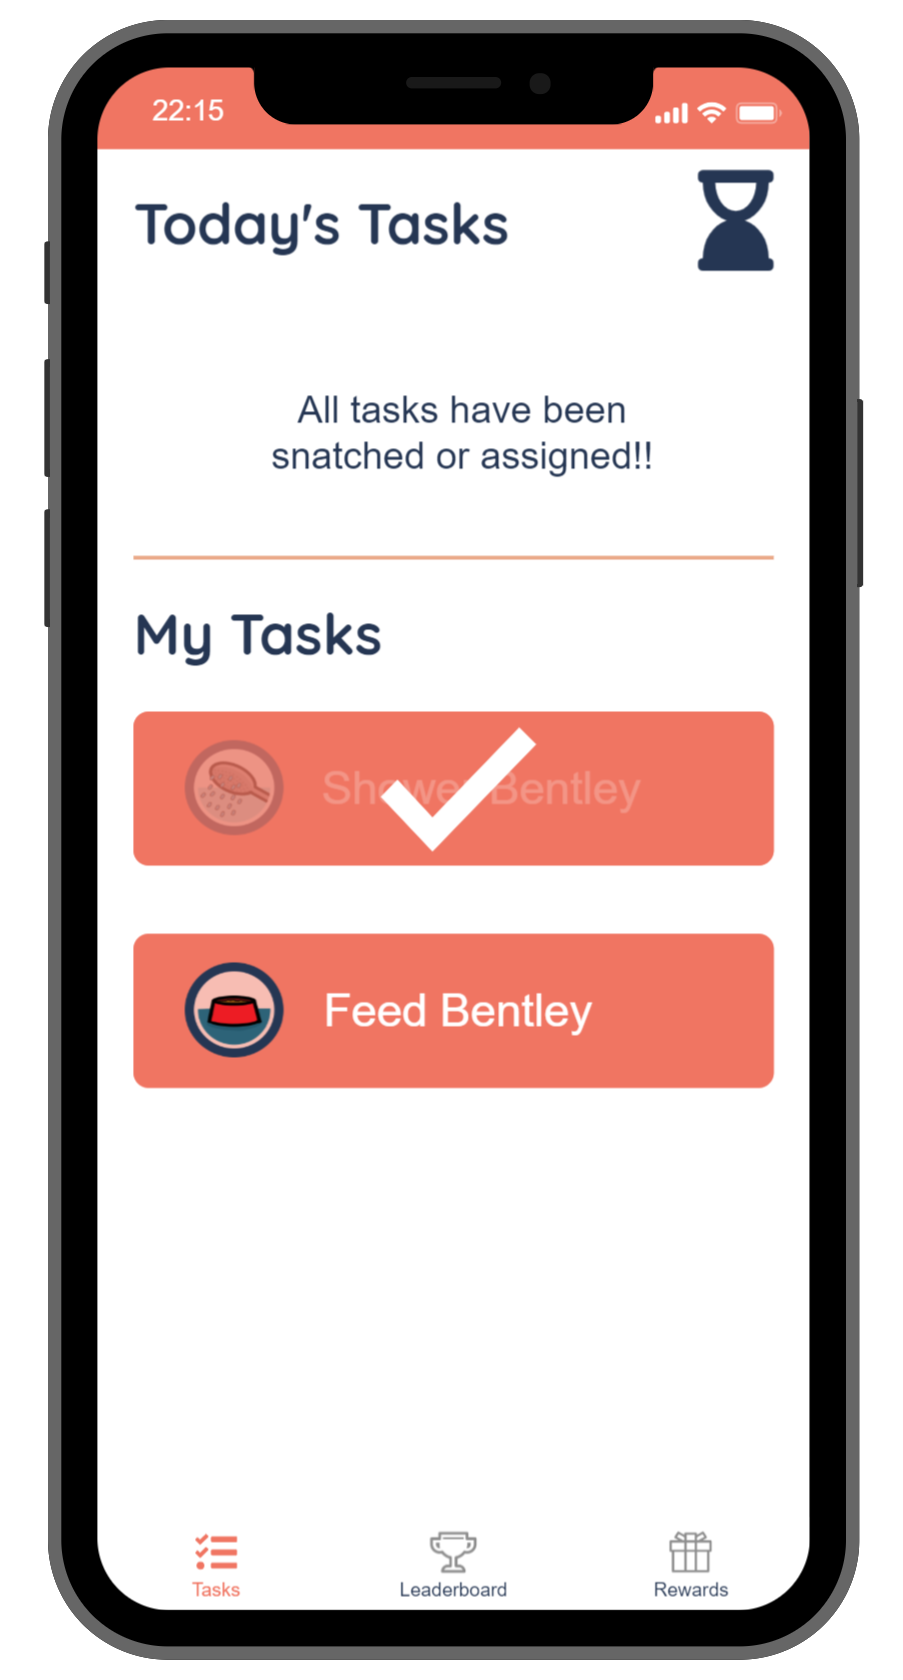 22:15
Today's Tasks
All tasks have been
snatched or assigned!!
My Tasks
Shower Bentley
Feed Bentley
Tasks
Leaderboard
Rewards